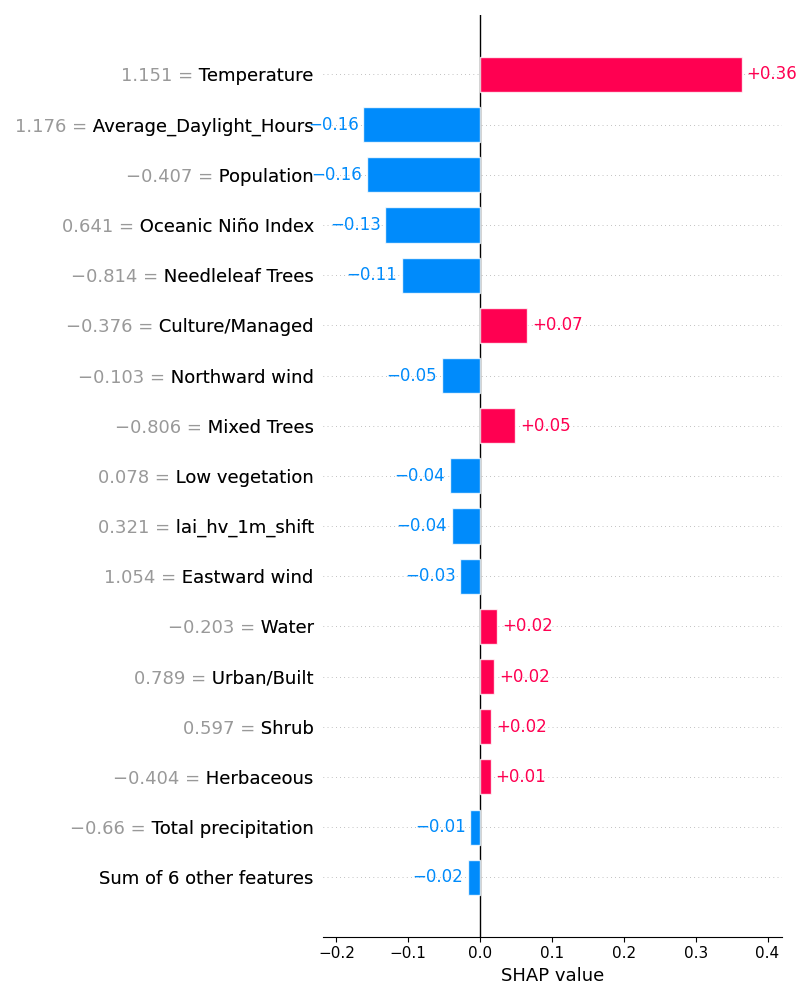 1.151 = Temperature +0.36
1.176 = Average_Daylight_Hours −0.16
−0.407 = Population −0.16
0.641 = Oceanic Niño Index −0.13
−0.814 = Needleleaf Trees −0.11
−0.376 = Culture/Managed +0.07
−0.103 = Northward wind −0.05
−0.806 = Mixed Trees +0.05
0.078 = Low vegetation −0.04
0.321 = lai_hv_1m_shift −0.04
1.054 = Eastward wind −0.03
−0.203 = Water +0.02
0.789 = Urban/Built +0.02
0.597 = Shrub +0.02
−0.404 = Herbaceous +0.01
−0.66 = Total precipitation −0.01
Sum of 6 other features −0.02
−0.2 −0.1 0.0 0.1 0.2 0.3 0.4
SHAP value